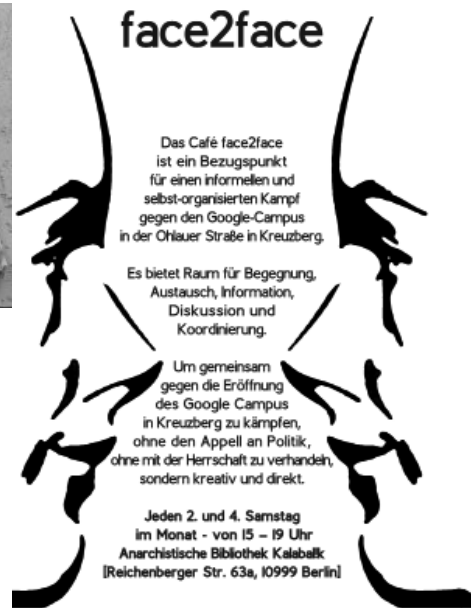 face2face
Das Café face2face
ist ein Bezugspunkt
für einen informellen und
selbst-organisierten Kampf
gegen den Google-Campus
in der Ohlauer Straße in Kreuzberg.
Es bietet Raum für Begegnung,
Austausch, Information,
Diskussion und
Koordinierung.
Um gemeinsam
gegen die Eröffnung
des Google Campus
in Kreuzberg zu kämpfen,
ohne den Appell an Politik,
ohne mit der Herrschaft zu verhandeln,
sondern kreativ und direkt.
Jeden 2. und 4. Samstag
im Monat - von 15 – 19 Uhr
Anarchistische Bibliothek Kalabal!k
[Reichenberger Str. 63a, 10999 Berlin]